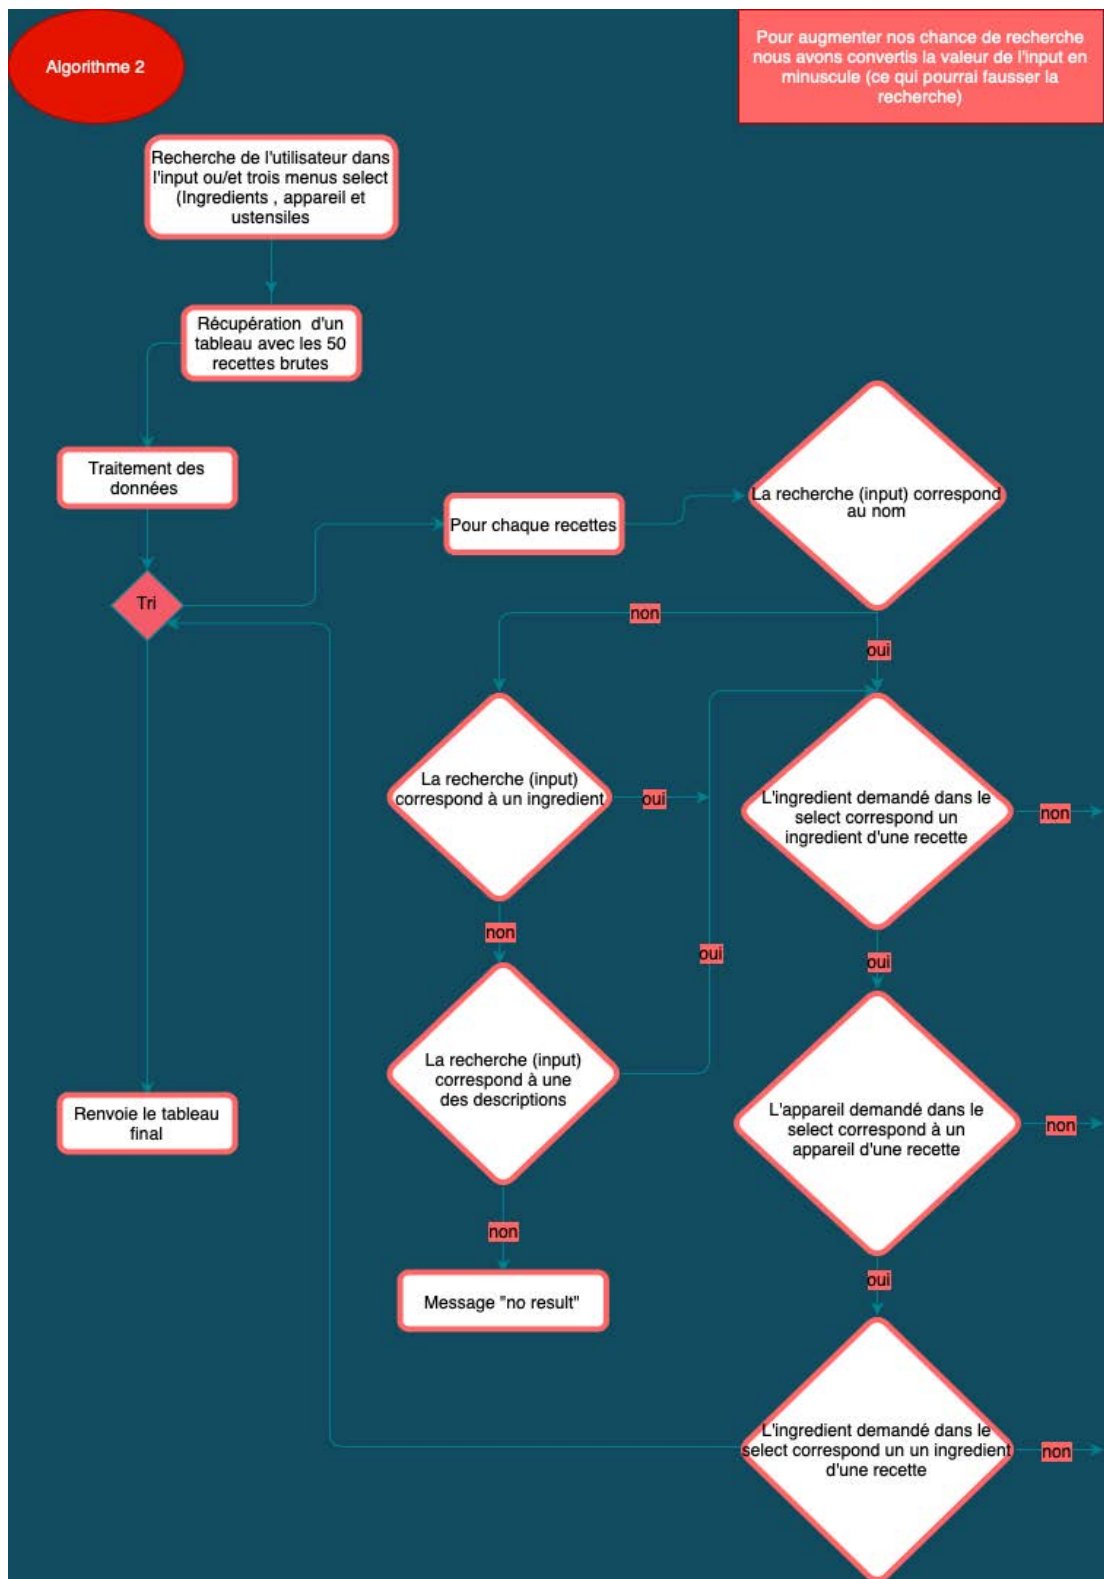 Algorithme 2
Pour augmenter nos chance de recherche
nous avons convertis la valeur de l'input en
minuscule (ce qui pourrai fausser la
recherche)
Recherche de l'utilisateur dans
l'input ou/et trois menus select
(Ingredients , appareil et
ustensiles
Récupération d'un
tableau avec les 50
recettes brutes
Traitement des
données
Tri
Pour chaque recettes
La recherche (input) correspond
au nom
non
oui
La recherche (input)
correspond à un ingredient
oui
L'ingredient demandé dans le
select correspond un
ingredient d'une recette
non
non
oui
oui
La recherche (input)
correspond à une
des descriptions
Renvoie le tableau
final
L'appareil demandé dans le
select correspond à un
appareil d'une recette
non
non
oui
Message "no result"
L'ingredient demandé dans le
select correspond un un ingredient
d'une recette
non